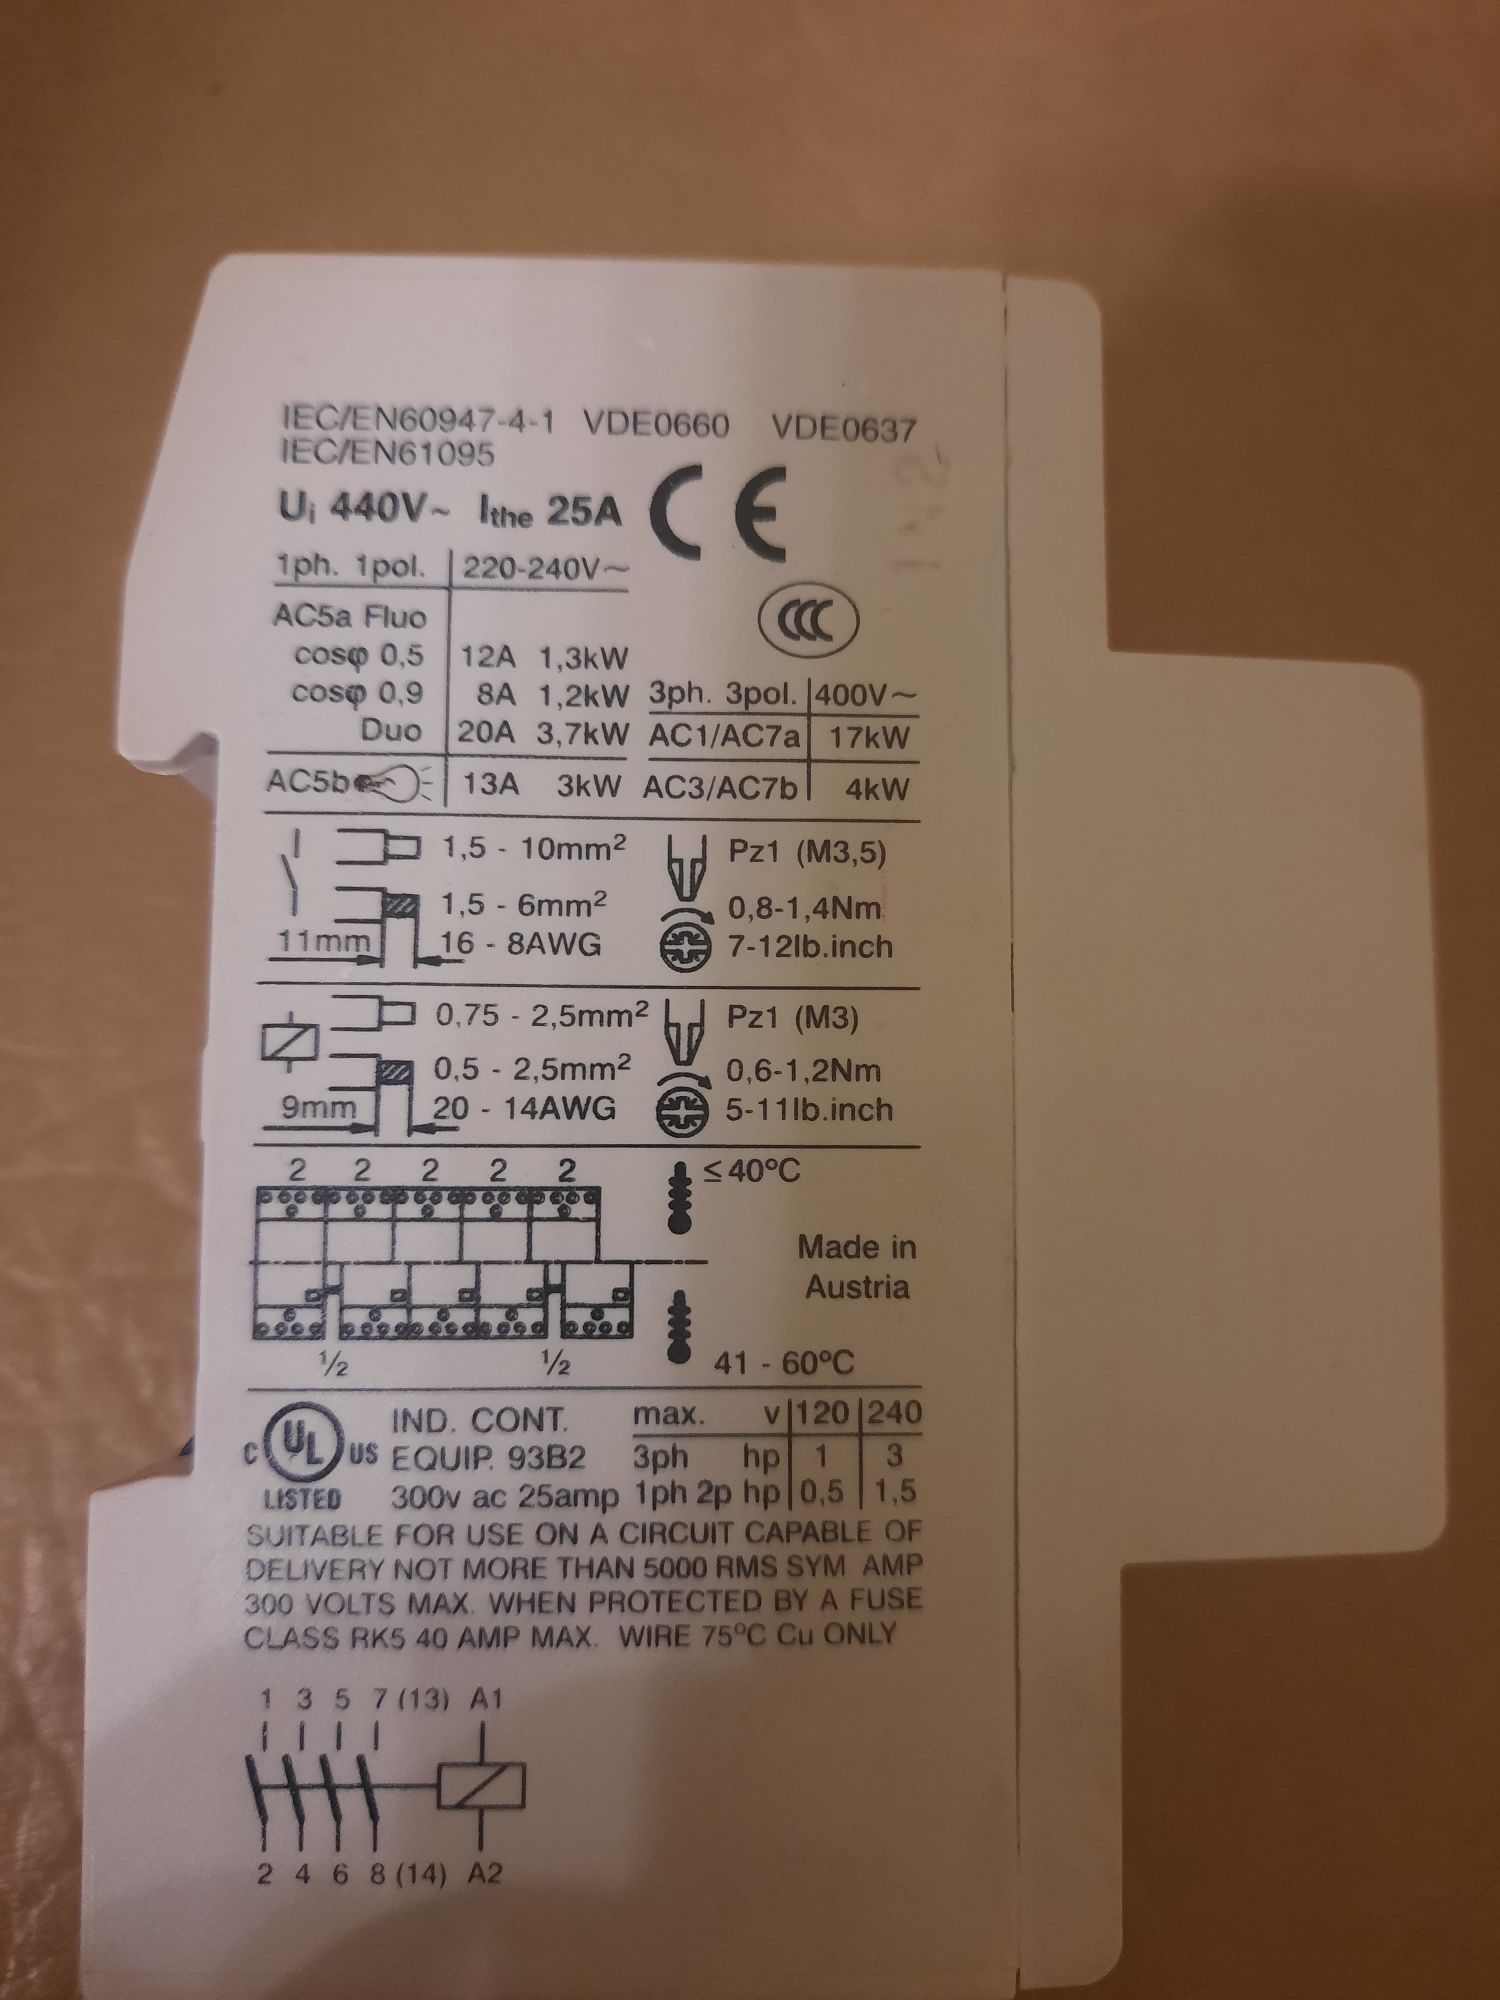 IEC/EN60947-4-1 VDE0660 VDE0637
IEC/EN61095
Ui 440V~ Ithe 25A CE
1ph. 1pol. 220-240V~
CCC
AC5a Fluo
cosφ 0,5 12A 1,3kW
cosφ 0,9 8A 1,2kW
Duo 20A 3,7kW
AC5b 13A 3kW
3ph. 3pol. 400V~
AC1/AC7a 17kW
AC3/AC7b 4kW
1,5 - 10mm² Pz1 (M3,5)
1,5 - 6mm² 0,8-1,4Nm
11mm 16 - 8AWG 7-12lb.inch
0,75 - 2,5mm² Pz1 (M3)
0,5 - 2,5mm² 0,6-1,2Nm
9mm 20 - 14AWG 5-11lb.inch
2 2 2 2 2 ≤40°C
Made in
Austria
½ ½ 41 - 60°C
C UL US
LISTED
IND. CONT.
EQUIP. 93B2
300v ac 25amp
max. v 120 240
3ph hp 1 3
1ph 2p hp 0,5 1,5
SUITABLE FOR USE ON A CIRCUIT CAPABLE OF
DELIVERY NOT MORE THAN 5000 RMS SYM AMP
300 VOLTS MAX. WHEN PROTECTED BY A FUSE
CLASS RK5 40 AMP MAX. WIRE 75°C Cu ONLY
1 3 5 7 (13) A1
2 4 6 8 (14) A2